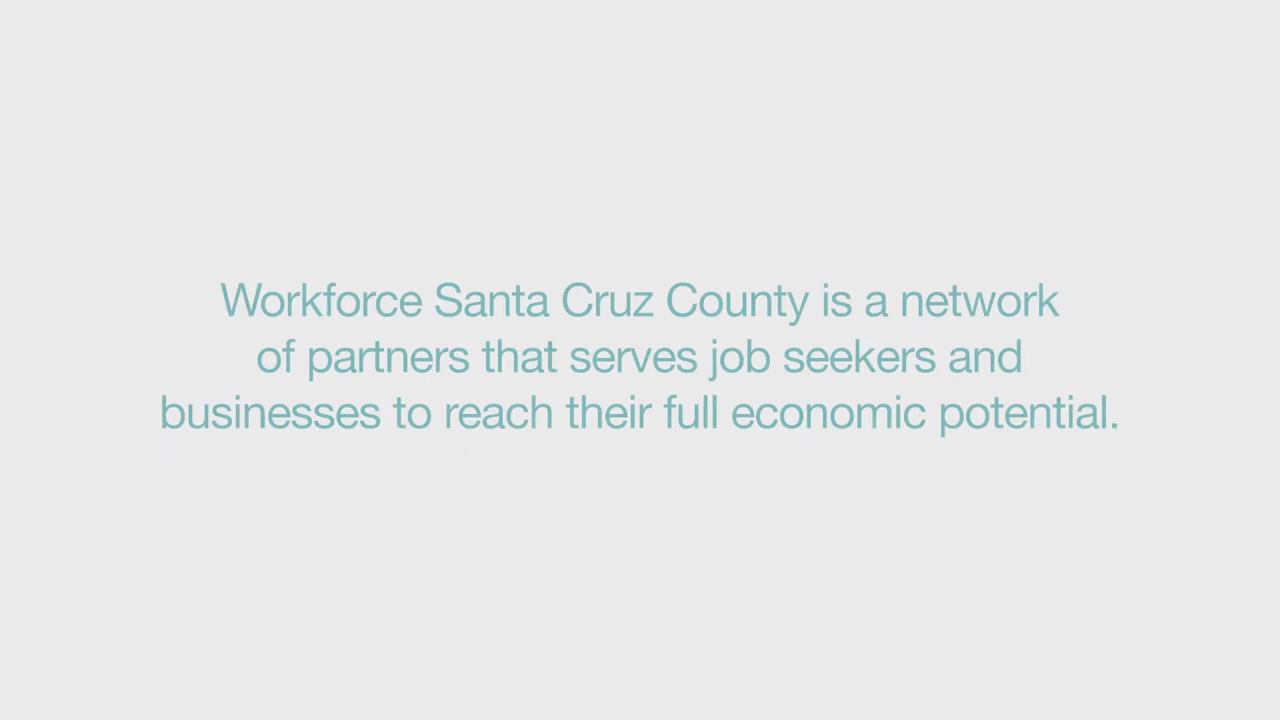 Workforce Santa Cruz County is a network
of partners that serves job seekers and
businesses to reach their full economic potential.